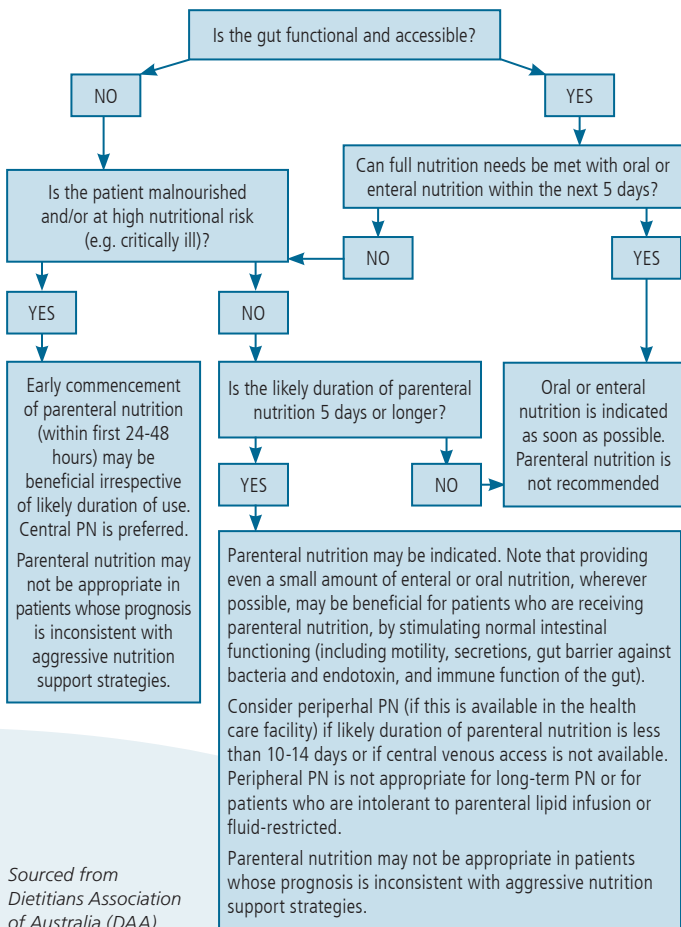 Is the gut functional and accessible?
NO
YES
Can full nutrition needs be met with oral or
enteral nutrition within the next 5 days?
Is the patient malnourished
and/or at high nutritional risk
(e.g. critically ill)?
NO
YES
YES
NO
Early commencement
of parenteral nutrition
(within first 24-48
hours) may be
beneficial irrespective
of likely duration of use.
Central PN is preferred.
Parenteral nutrition may
not be appropriate in
patients whose prognosis
is inconsistent with
aggressive nutrition
support strategies.
Is the likely duration of parenteral
nutrition 5 days or longer?
Oral or enteral
nutrition is indicated
as soon as possible.
Parenteral nutrition is
not recommended
YES
NO
Parenteral nutrition may be indicated. Note that providing
even a small amount of enteral or oral nutrition, wherever
possible, may be beneficial for patients who are receiving
parenteral nutrition, by stimulating normal intestinal
functioning (including motility, secretions, gut barrier against
bacteria and endotoxin, and immune function of the gut).
Consider periperhal PN (if this is available in the health
care facility) if likely duration of parenteral nutrition is less
than 10-14 days or if central venous access is not available.
Peripheral PN is not appropriate for long-term PN or for
patients who are intolerant to parenteral lipid infusion or
fluid-restricted.
Parenteral nutrition may not be appropriate in patients
whose prognosis is inconsistent with aggressive nutrition
support strategies.
Sourced from
Dietitians Association
of Australia (DAA)